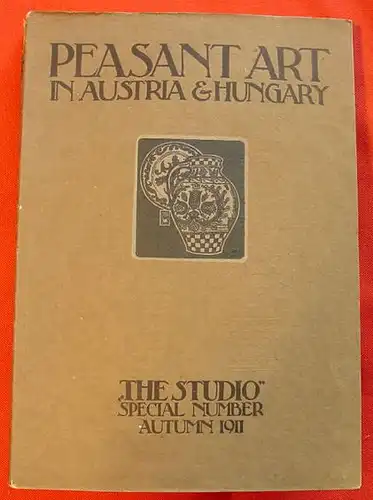 PEASANT ART
IN AUSTRIA & HUNGARY
„THE STUDIO"
SPECIAL NUMBER
AUTUMN 1911